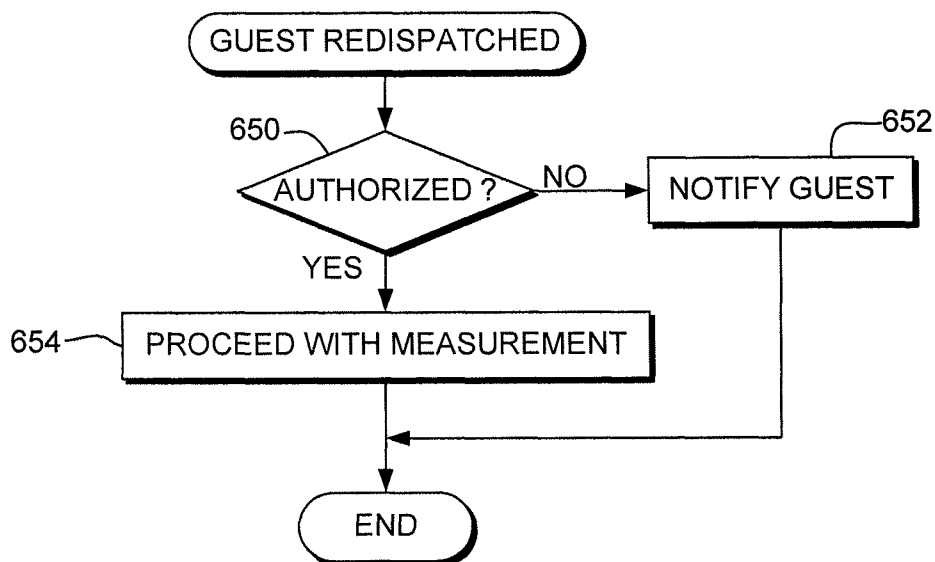 GUEST REDISPATCHED
650
AUTHORIZED ?
NO
652
NOTIFY GUEST
YES
654
PROCEED WITH MEASUREMENT
END